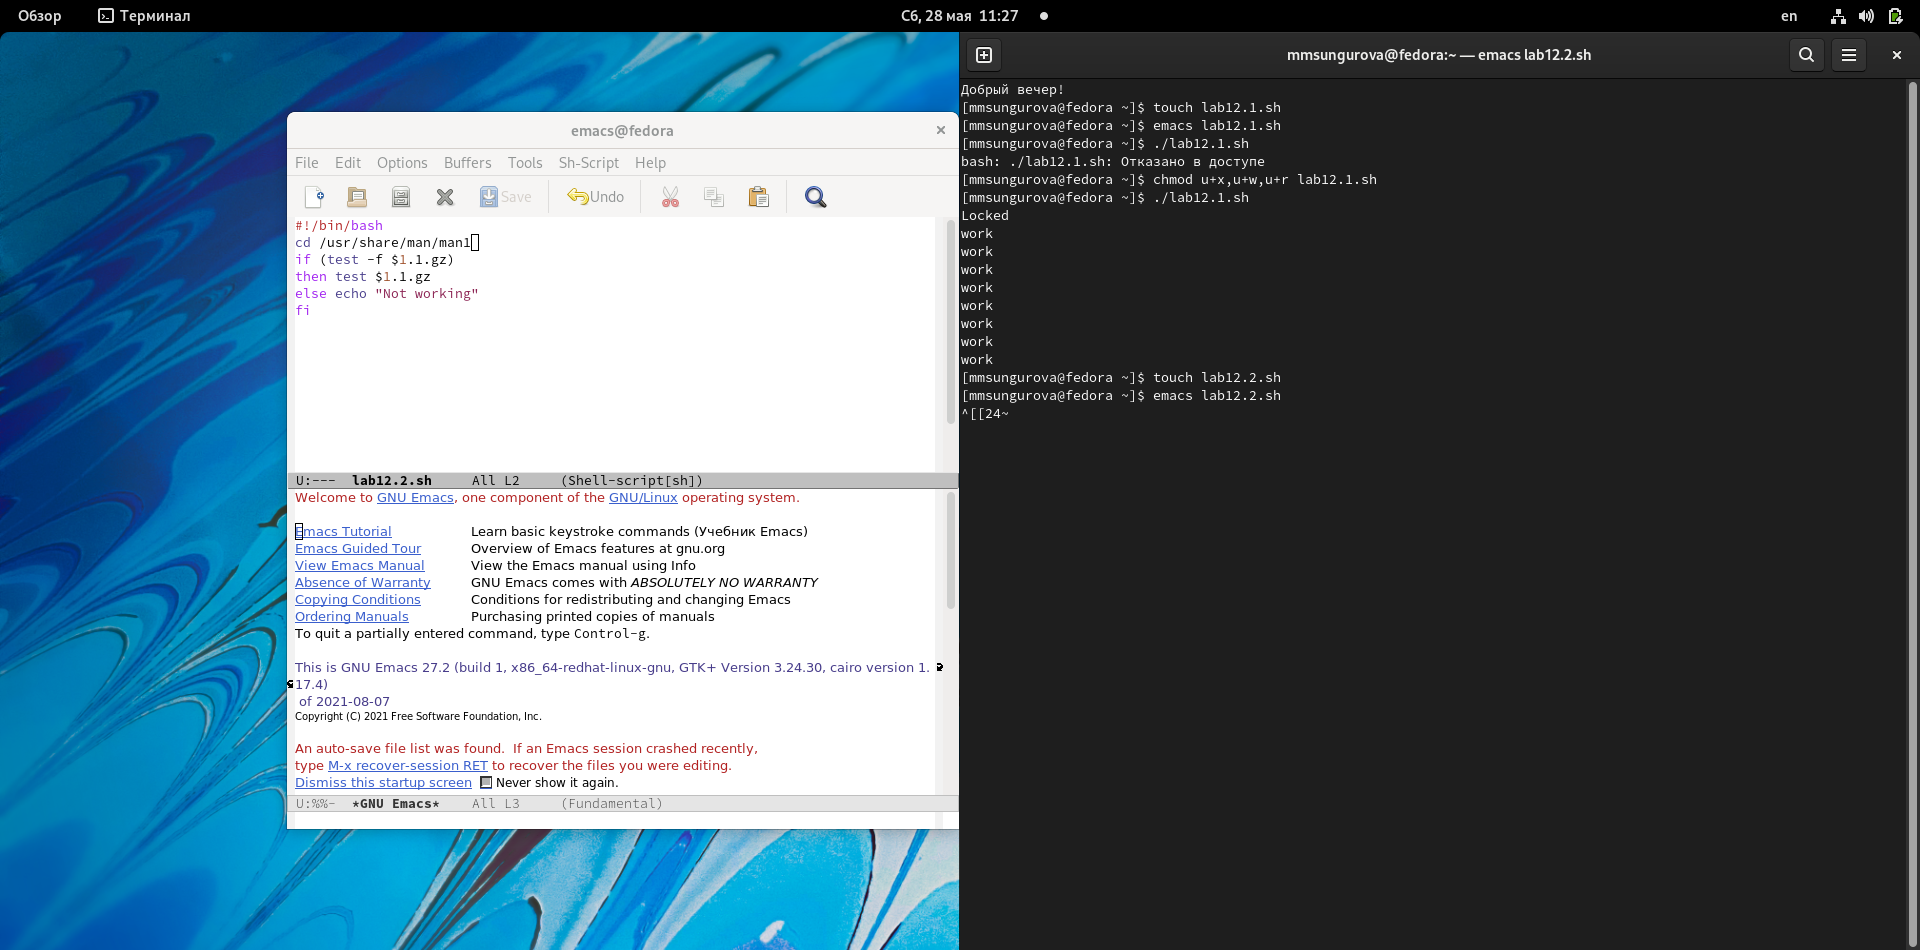 Обзор Терминал Сб, 28 мая 11:27 en
emacs@fedora
File Edit Options Buffers Tools Sh-Script Help
Save Undo
#!/bin/bash
cd /usr/share/man/man1
if (test -f $1.1.gz)
then test $1.1.gz
else echo "Not working"
fi
U:--- lab12.2.sh All L2 (Shell-script[sh])
Welcome to GNU Emacs, one component of the GNU/Linux operating system.
Emacs Tutorial Learn basic keystroke commands (Учебник Emacs)
Emacs Guided Tour Overview of Emacs features at gnu.org
View Emacs Manual View the Emacs manual using Info
Absence of Warranty GNU Emacs comes with ABSOLUTELY NO WARRANTY
Copying Conditions Conditions for redistributing and changing Emacs
Ordering Manuals Purchasing printed copies of manuals
To quit a partially entered command, type Control-g.
This is GNU Emacs 27.2 (build 1, x86_64-redhat-linux-gnu, GTK+ Version 3.24.30, cairo version 1.
17.4)
of 2021-08-07
Copyright (C) 2021 Free Software Foundation, Inc.
An auto-save file list was found. If an Emacs session crashed recently,
type M-x recover-session RET to recover the files you were editing.
Dismiss this startup screen Never show it again.
U:%%- *GNU Emacs* All L3 (Fundamental)
mmsungurova@fedora:~ — emacs lab12.2.sh
Добрый вечер!
[mmsungurova@fedora ~]$ touch lab12.1.sh
[mmsungurova@fedora ~]$ emacs lab12.1.sh
[mmsungurova@fedora ~]$ ./lab12.1.sh
bash: ./lab12.1.sh: Отказано в доступе
[mmsungurova@fedora ~]$ chmod u+x,u+w,u+r lab12.1.sh
[mmsungurova@fedora ~]$ ./lab12.1.sh
Locked
work
work
work
work
work
work
work
work
[mmsungurova@fedora ~]$ touch lab12.2.sh
[mmsungurova@fedora ~]$ emacs lab12.2.sh
^[[24~